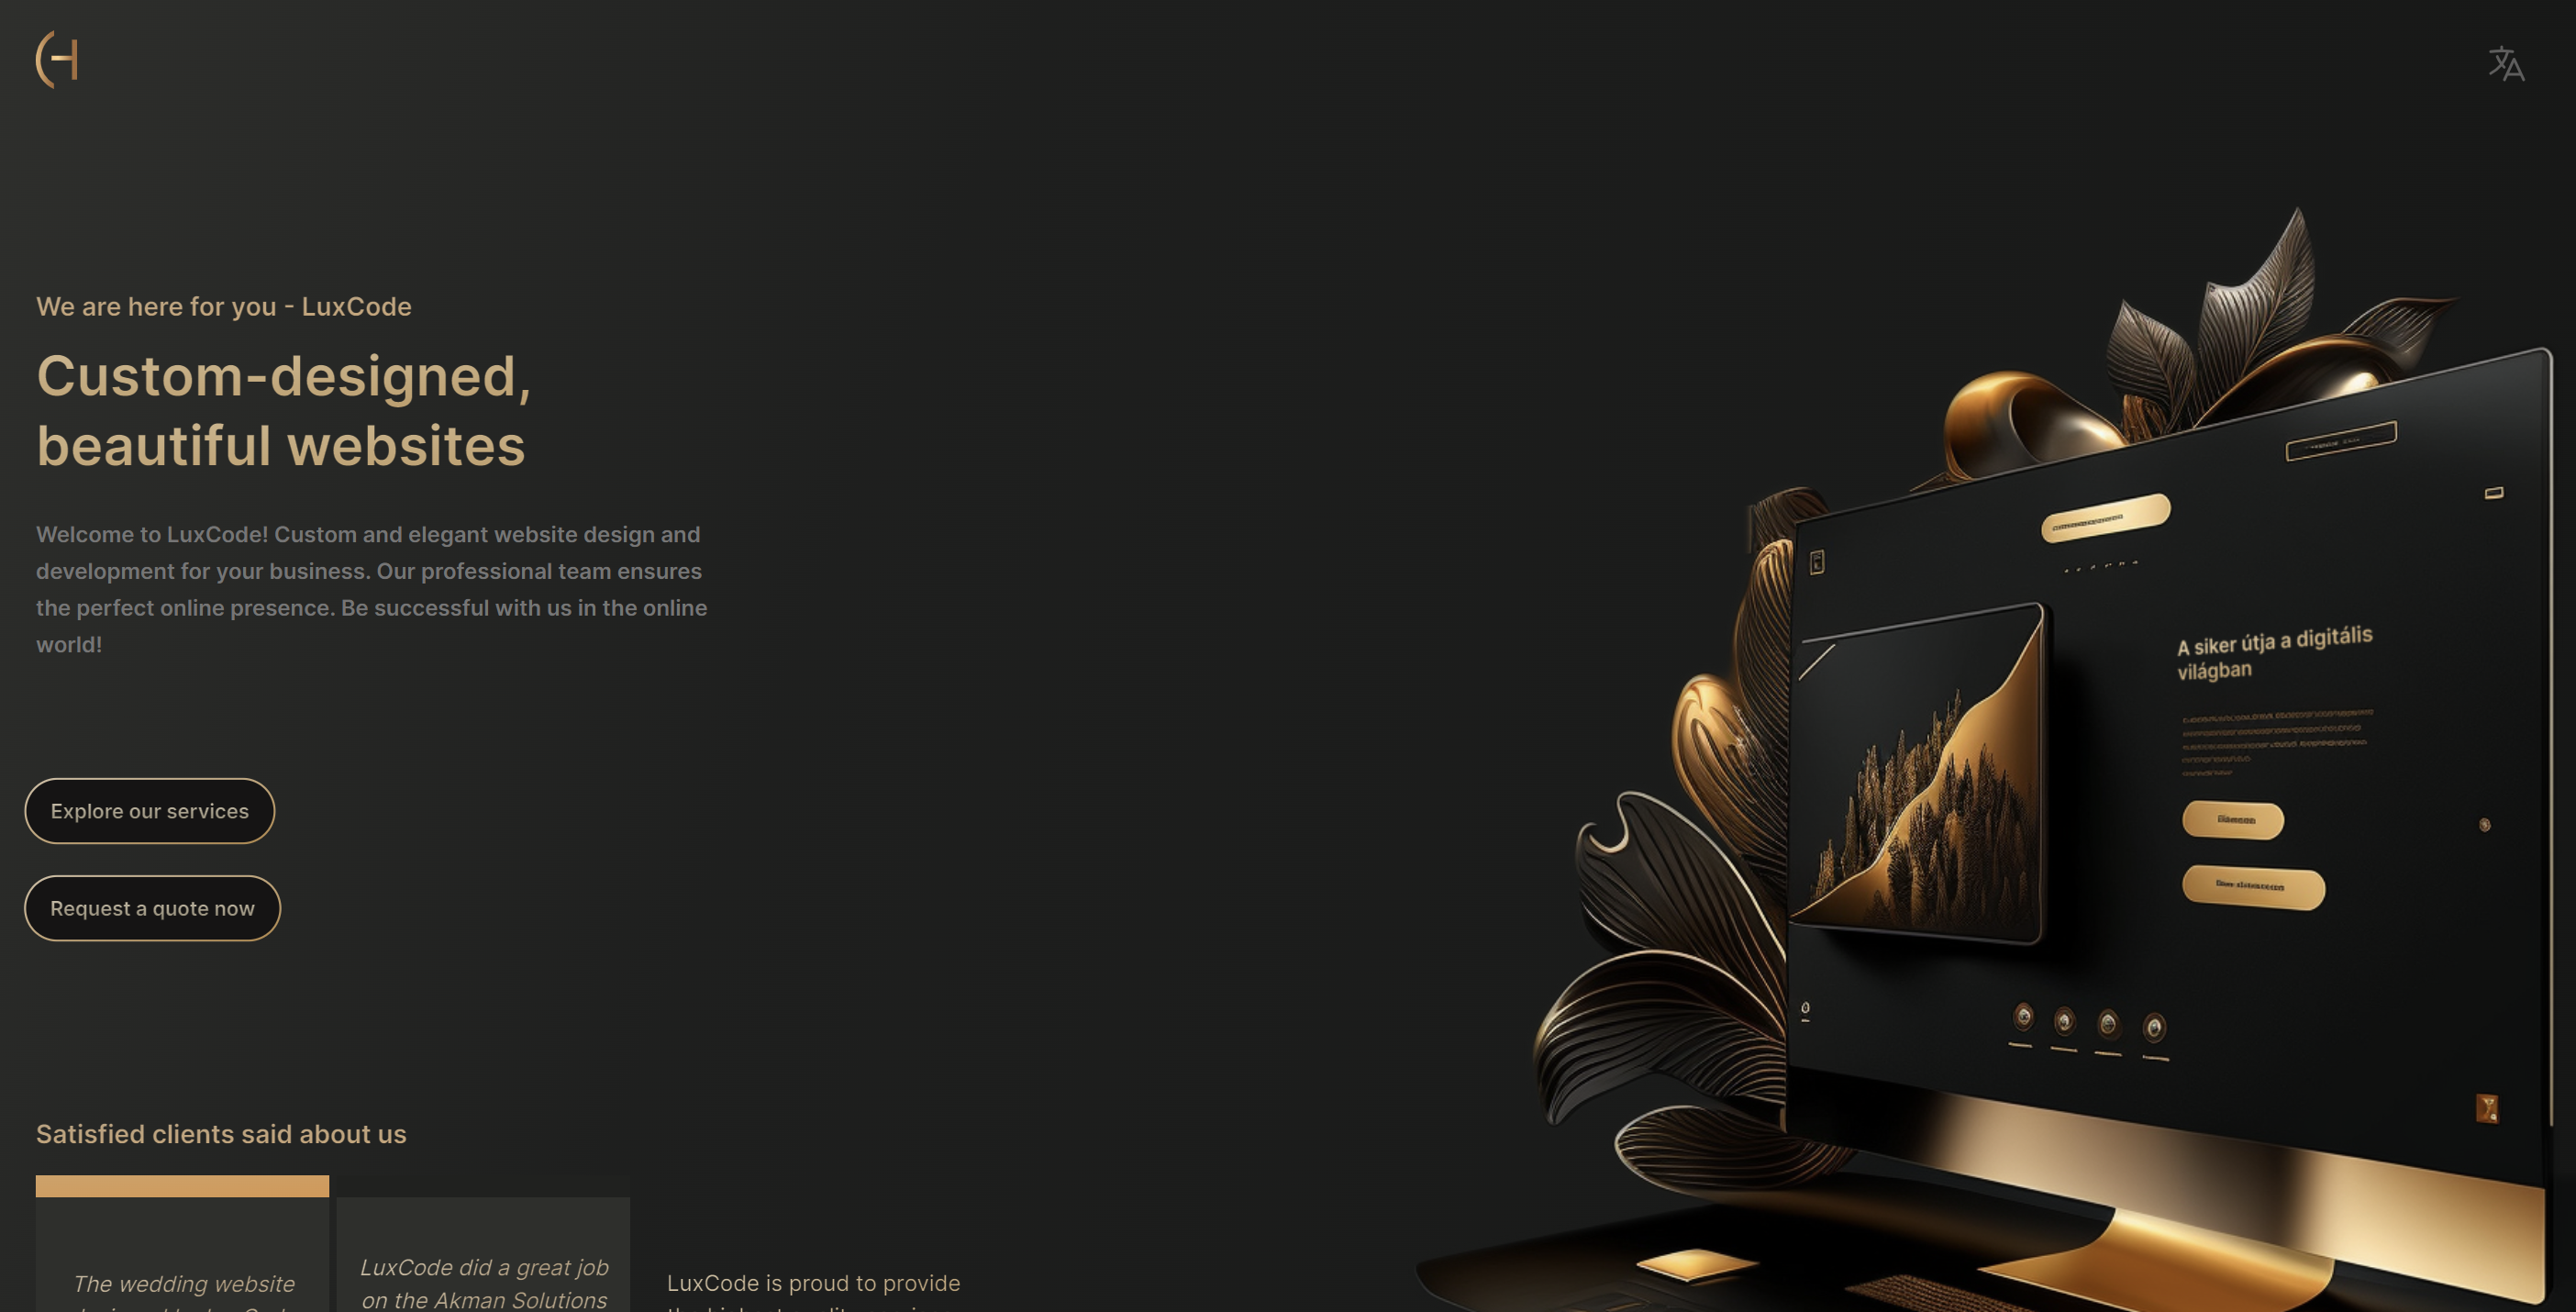 We are here for you - LuxCode
Custom-designed,
beautiful websites
Welcome to LuxCode! Custom and elegant website design and
development for your business. Our professional team ensures
the perfect online presence. Be successful with us in the online
world!
Explore our services
Request a quote now
A siker útja a digitális
világban
Satisfied clients said about us
The wedding website
LuxCode did a great job
on the Akman Solutions
LuxCode is proud to provide